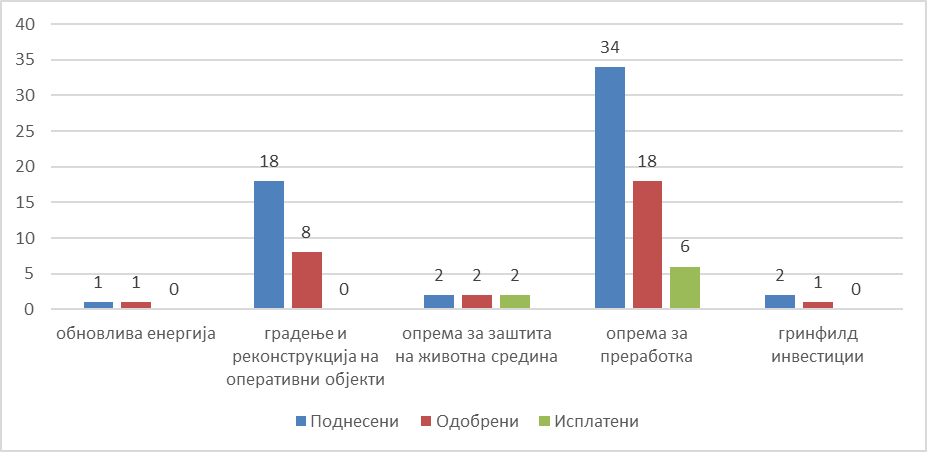 40
35
30
25
20
15
10
5
0
1 1 0
18 8 0
2 2 2
34 18 6
2 1 0
обновлива енергија
градење и
реконструкција на
оперативни објекти
опрема за заштита
на животна средина
опрема за
преработка
гринфилд
инвестиции
Поднесени Одобрени Исплатени